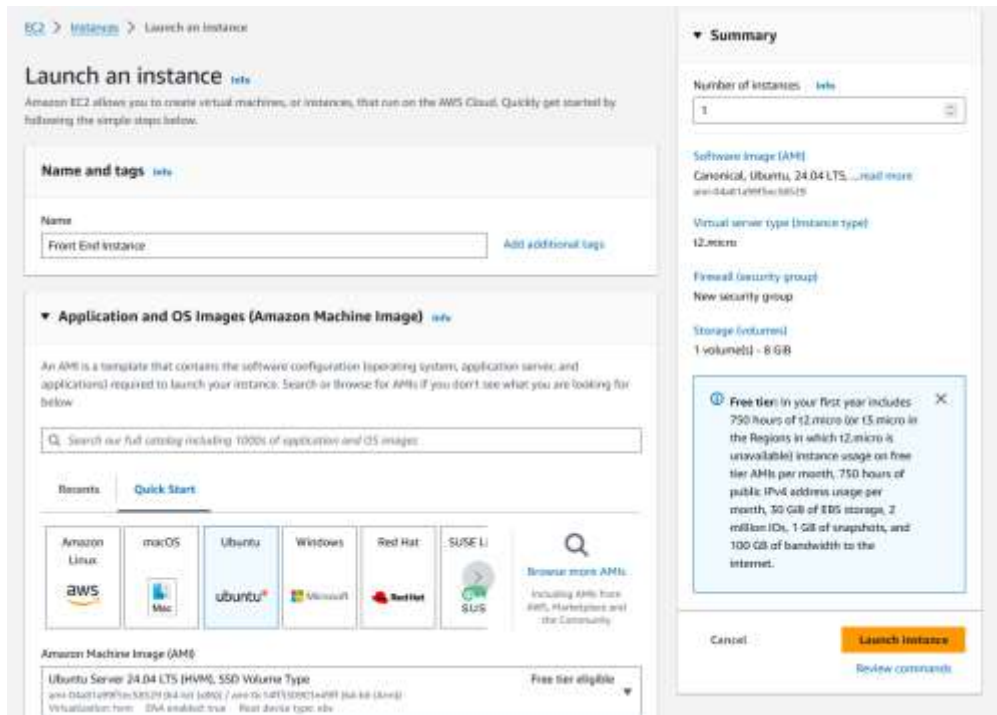 EC2 > Instances > Launch an instance
Launch an instance Info
Amazon EC2 allows you to create virtual machines, or instances, that run on the AWS Cloud. Quickly get started by
following the simple steps below.
Name and tags Info
Name
Front End Instance
Add additional tags
▼ Application and OS Images (Amazon Machine Image) Info
An AMI is a template that contains the software configuration (operating system, application server, and
applications) required to launch your instance. Search or Browse for AMIs if you don't see what you are looking for
below
Search our full catalog including 1000s of application and OS images
Recents
Quick Start
Amazon
Linux
aws
macOS
Mac
Ubuntu
ubuntu
Windows
Microsoft
Red Hat
Red Hat
SUSE Li
SUS
Browse more AMIs
Including AMIs from
AWS, Marketplace and
the Community
Amazon Machine Image (AMI)
Ubuntu Server 24.04 LTS (HVM), SSD Volume Type
Free tier eligible
Virtualization: hvm ENA enabled: true Root device type: ebs
▼ Summary
Number of instances Info
1
Software Image (AMI)
Canonical, Ubuntu, 24.04 LTS, ...read more
Virtual server type (instance type)
t2.micro
Firewall (security group)
New security group
Storage (volumes)
1 volume(s) - 8 GiB
Free tier: In your first year includes
750 hours of t2.micro (or t3.micro in
the Regions in which t2.micro is
unavailable) instance usage on free
tier AMIs per month, 750 hours of
public IPv4 address usage per
month, 30 GiB of EBS storage, 2
million IOs, 1 GB of snapshots, and
100 GB of bandwidth to the
internet.
Cancel
Launch instance
Review commands